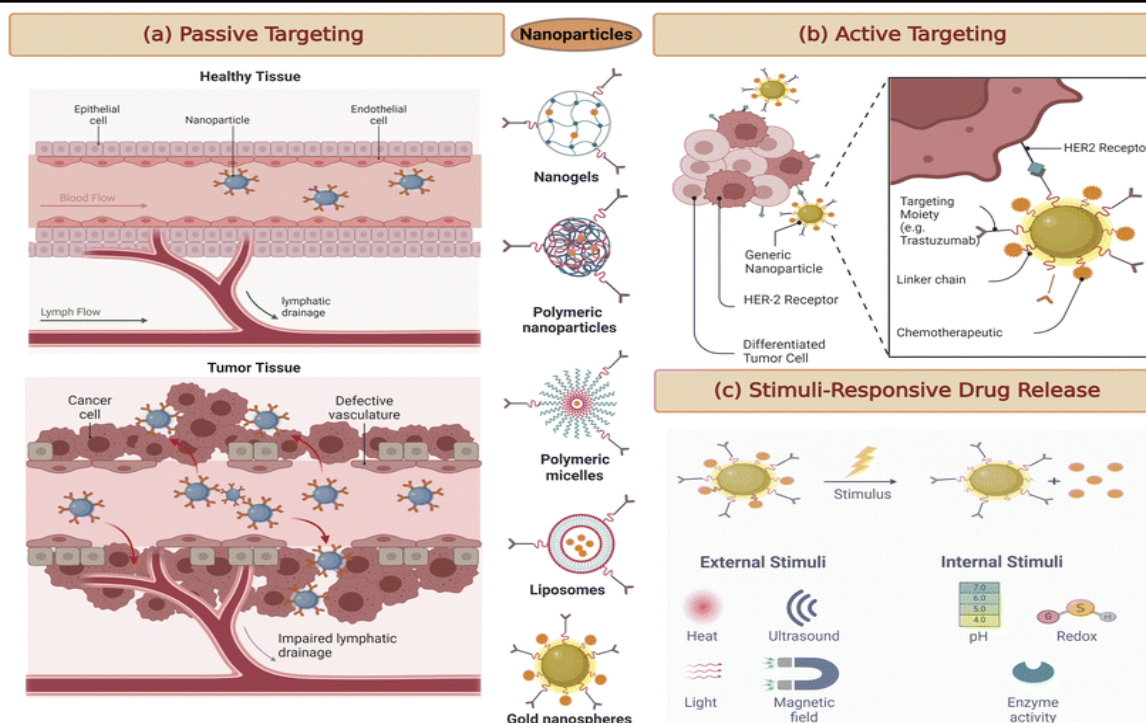 (a) Passive Targeting
Healthy Tissue
Epithelial
cell
Nanoparticle
Endothelial
cell
Blood Flow
Lymph Flow
lymphatic
drainage
Tumor Tissue
Cancer
cell
Defective
vasculature
Impaired lymphatic
drainage
Nanoparticles
Nanogels
Polymeric
nanoparticles
Polymeric
micelles
Liposomes
Gold nanospheres
(b) Active Targeting
Generic
Nanoparticle
HER-2 Receptor
Differentiated
Tumor Cell
HER2 Receptor
Targeting
Moiety
(e.g.
Trastuzumab)
Linker chain
Chemotherapeutic
(c) Stimuli-Responsive Drug Release
Stimulus
+
External Stimuli
Heat
Ultrasound
Light
Magnetic
field
Internal Stimuli
7.0
6.0
5.0
4.0
pH
G S H
Redox
Enzyme
activity